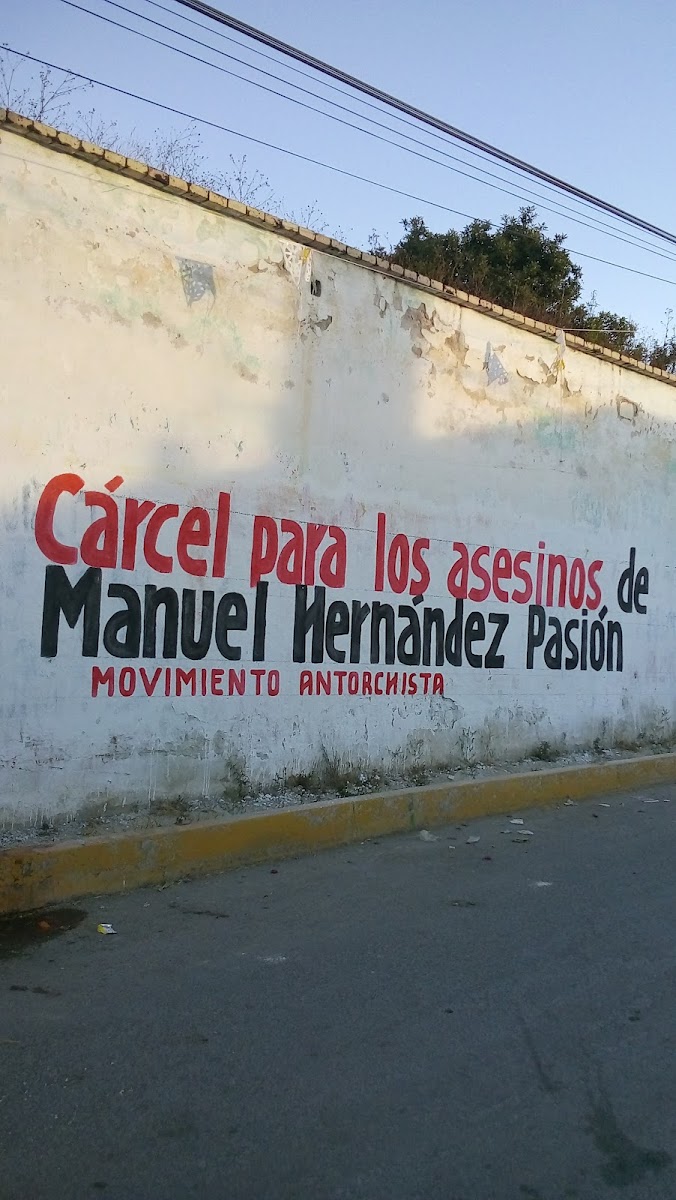 Cárcel para los asesinos de
Manuel Hernández Pasión
MOVIMIENTO ANTORCHISTA